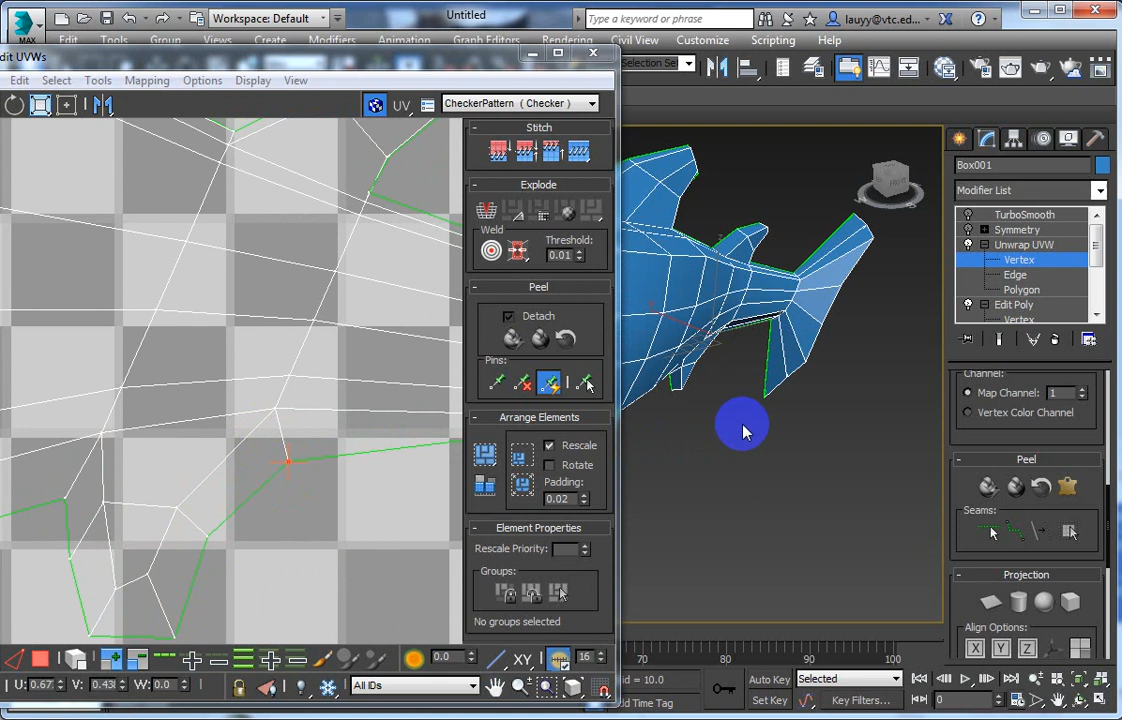 Workspace: Default
Untitled
Type a keyword or phrase
lauyy@vtc.ed...
MAX
Edit Tools Group Views Create Modifiers Animation Graph Editors Rendering Civil View Customize Scripting Help
dit UVWs
Selection Se
Edit Select Tools Mapping Options Display View
UV
CheckerPattern ( Checker )
Stitch
Explode
Weld
Threshold:
0.01
Peel
Detach
Pins:
Arrange Elements
Rescale
Rotate
Padding:
0.02
Element Properties
Rescale Priority:
Groups:
No groups selected
Box001
Modifier List
TurboSmooth
Symmetry
Unwrap UVW
Vertex
Edge
Polygon
Edit Poly
Vertex
Channel:
Map Channel: 1
Vertex Color Channel
Peel
Seams:
Projection
Align Options:
X Y Z
0.0
XY
16
U: 0.67 V: 0.43 W: 0.0
All IDs
70 80 90 100
id = 10.0
Add Time Tag
Auto Key
Selected
Set Key
Key Filters...
0